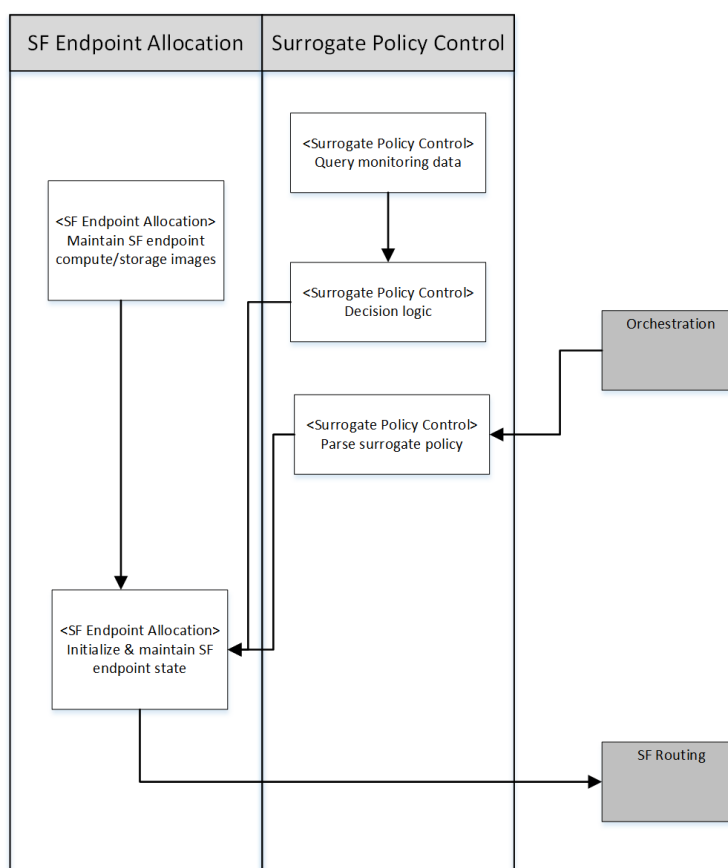 SF Endpoint Allocation
Surrogate Policy Control
<Surrogate Policy Control>
Query monitoring data
<SF Endpoint Allocation>
Maintain SF endpoint
compute/storage images
<Surrogate Policy Control>
Decision logic
Orchestration
<Surrogate Policy Control>
Parse surrogate policy
<SF Endpoint Allocation>
Initialize & maintain SF
endpoint state
SF Routing